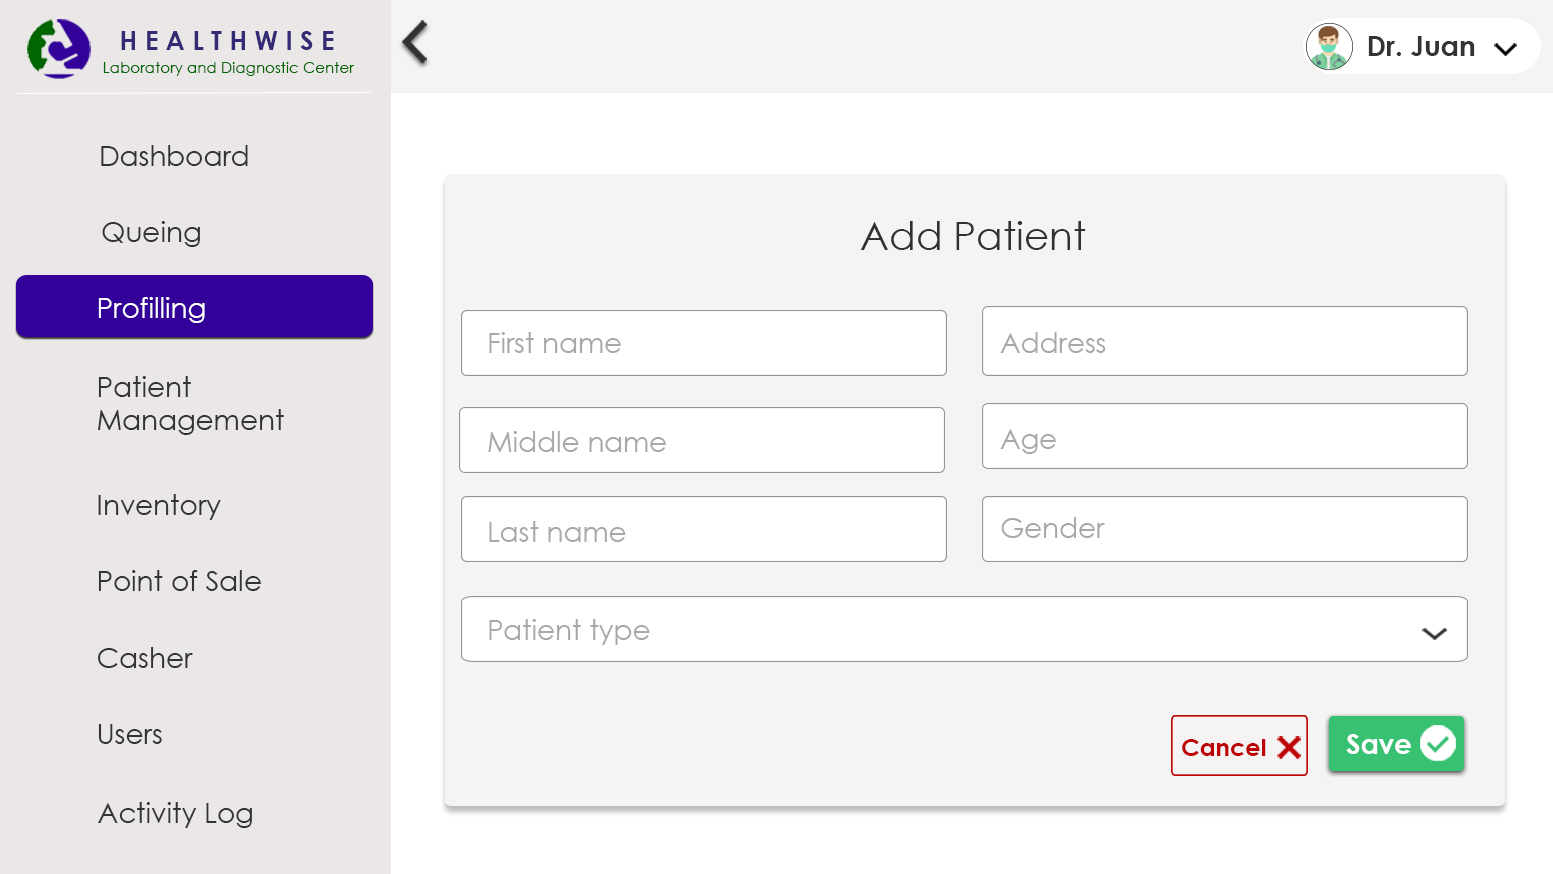 HEALTHWISE
Laboratory and Diagnostic Center
Dr. Juan
Dashboard
Queing
Profilling
Patient
Management
Inventory
Point of Sale
Casher
Users
Activity Log
Add Patient
First name
Address
Middle name
Age
Last name
Gender
Patient type
Cancel
Save